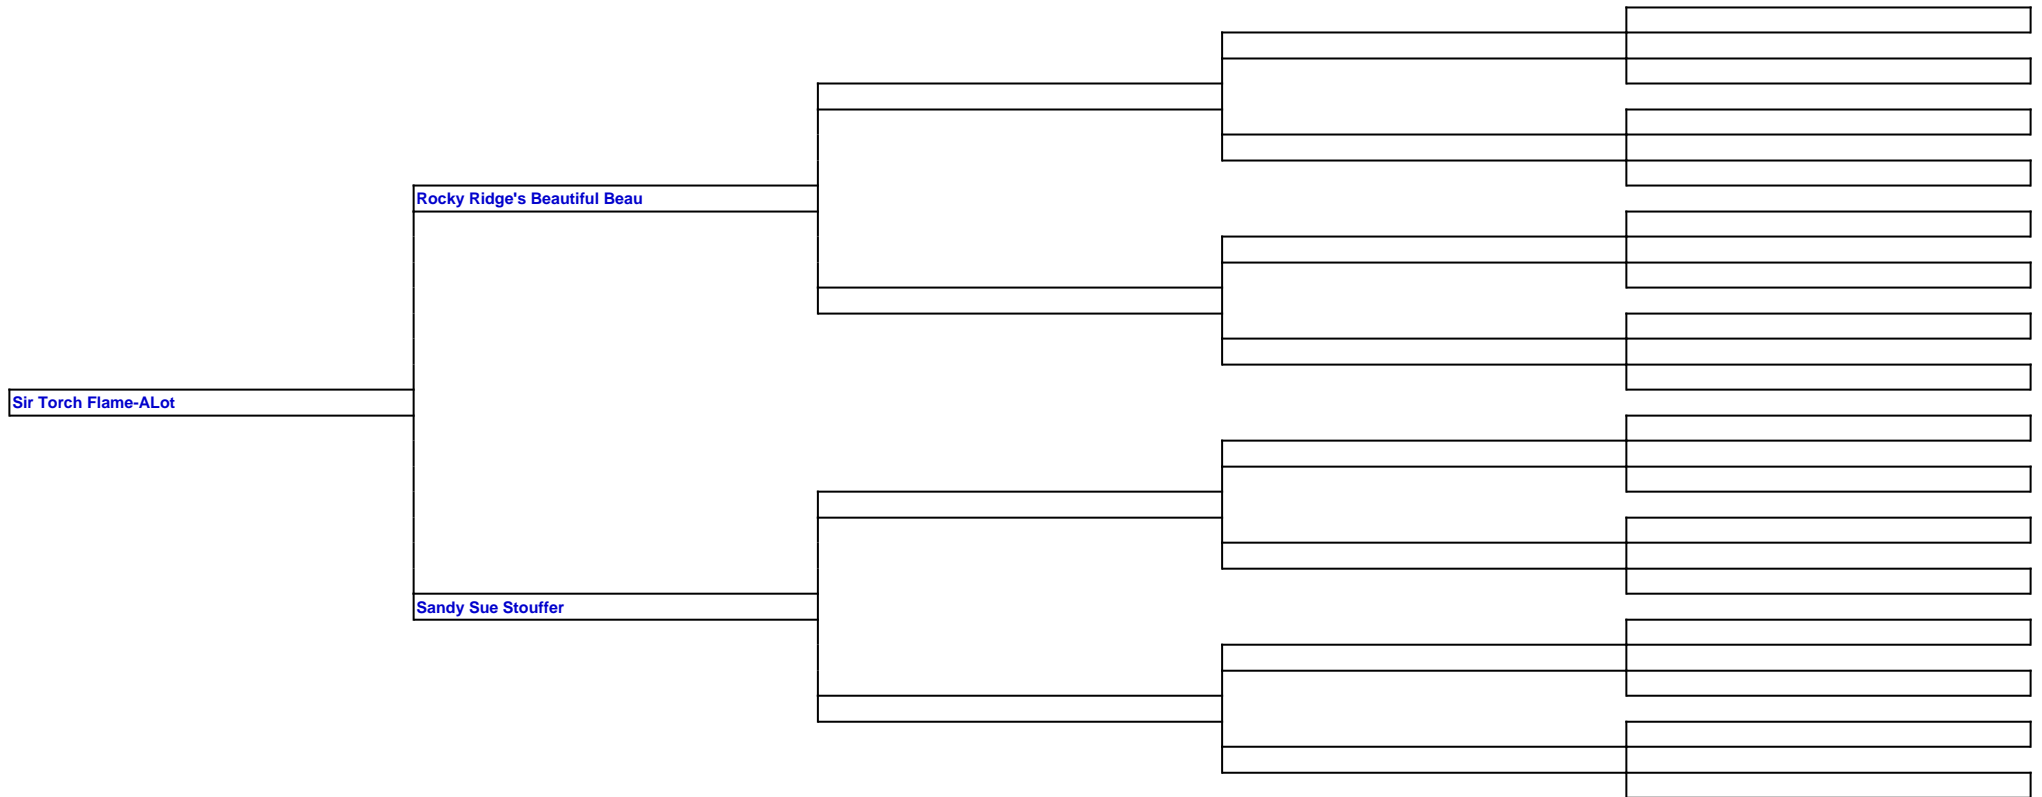 Rocky Ridge's Beautiful Beau
Sir Torch Flame-ALot
Sandy Sue Stouffer